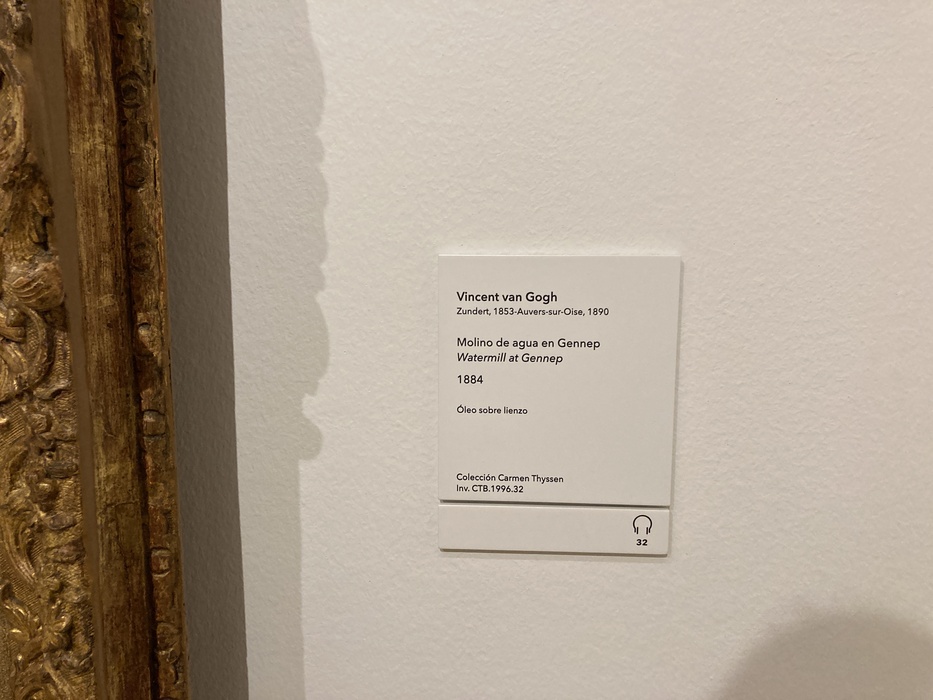 Vincent van Gogh
Zundert, 1853-Auvers-sur-Oise, 1890
Molino de agua en Gennep
Watermill at Gennep
1884
Óleo sobre lienzo
Colección Carmen Thyssen
Inv. CTB.1996.32
32